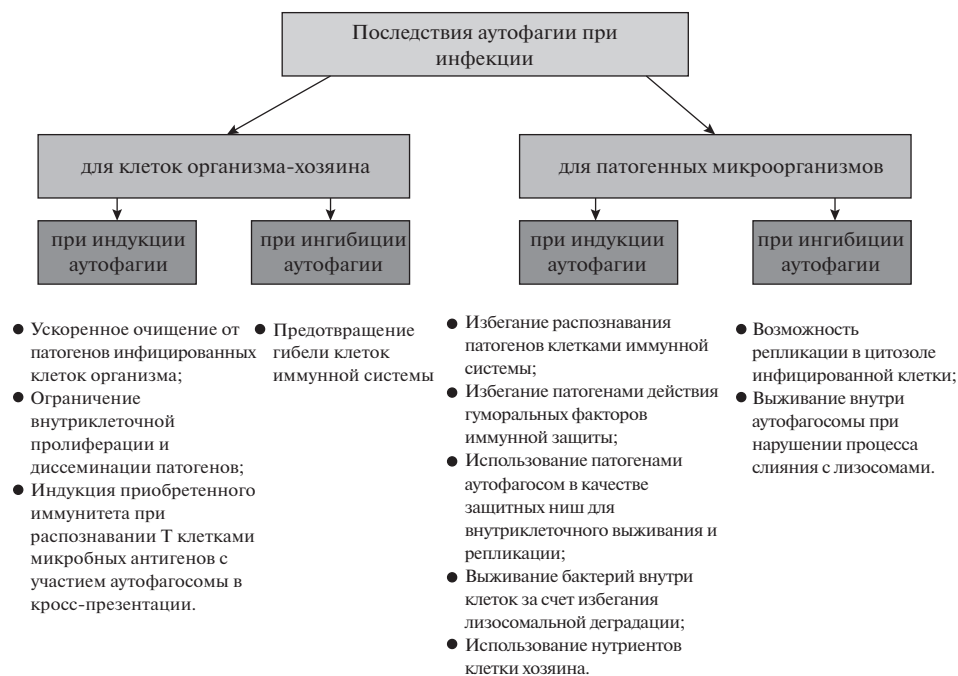 Последствия аутофагии при
инфекции
для клеток организма-хозяина
для патогенных микроорганизмов
при индукции
аутофагии
при ингибиции
аутофагии
при индукции
аутофагии
при ингибиции
аутофагии
● Ускоренное очищение от
патогенов инфицированных
клеток организма;
● Ограничение
внутриклеточной
пролиферации и
диссеминации патогенов;
● Индукция приобретенного
иммунитета при
распознавании Т клетками
микробных антигенов с
участием аутофагосомы в
кросс-презентации.
● Предотвращение
гибели клеток
иммунной системы
● Избегание распознавания
патогенов клетками иммунной
системы;
● Избегание патогенами действия
гуморальных факторов
иммунной защиты;
● Использование патогенами
аутофагосом в качестве
защитных ниш для
внутриклеточного выживания и
репликации;
● Выживание бактерий внутри
клеток за счет избегания
лизосомальной деградации;
● Использование нутриентов
клетки хозяина.
● Возможность
репликации в цитозоле
инфицированной клетки;
● Выживание внутри
аутофагосомы при
нарушении процесса
слияния с лизосомами.